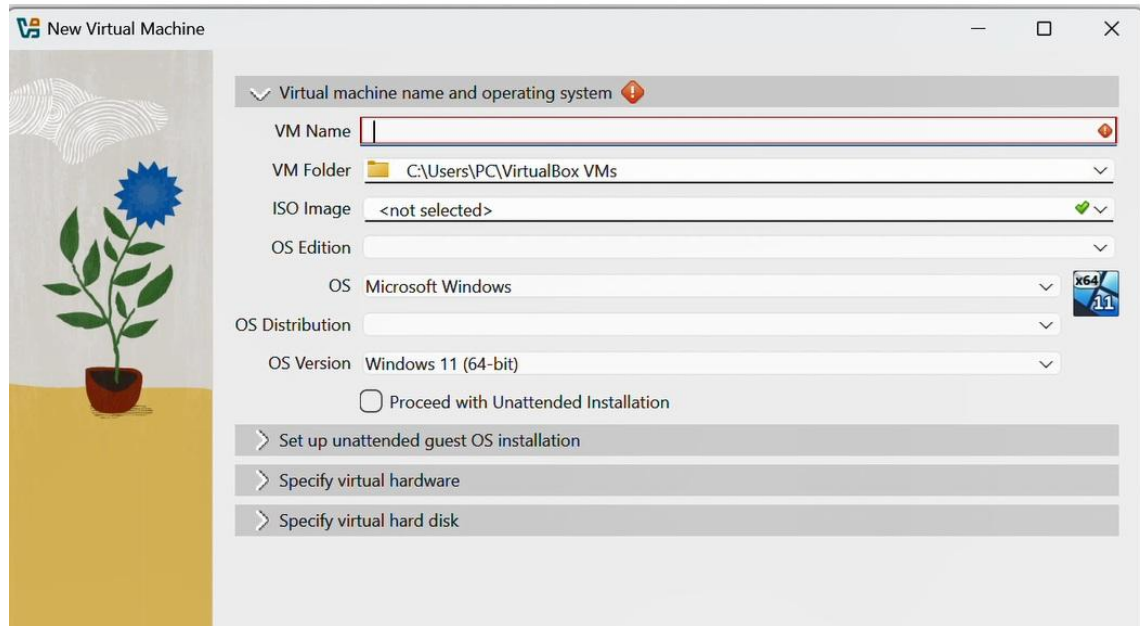 New Virtual Machine
Virtual machine name and operating system
VM Name
VM Folder C:\Users\PC\VirtualBox VMs
ISO Image <not selected>
OS Edition
OS Microsoft Windows
x64
11
OS Distribution
OS Version Windows 11 (64-bit)
Proceed with Unattended Installation
Set up unattended guest OS installation
Specify virtual hardware
Specify virtual hard disk